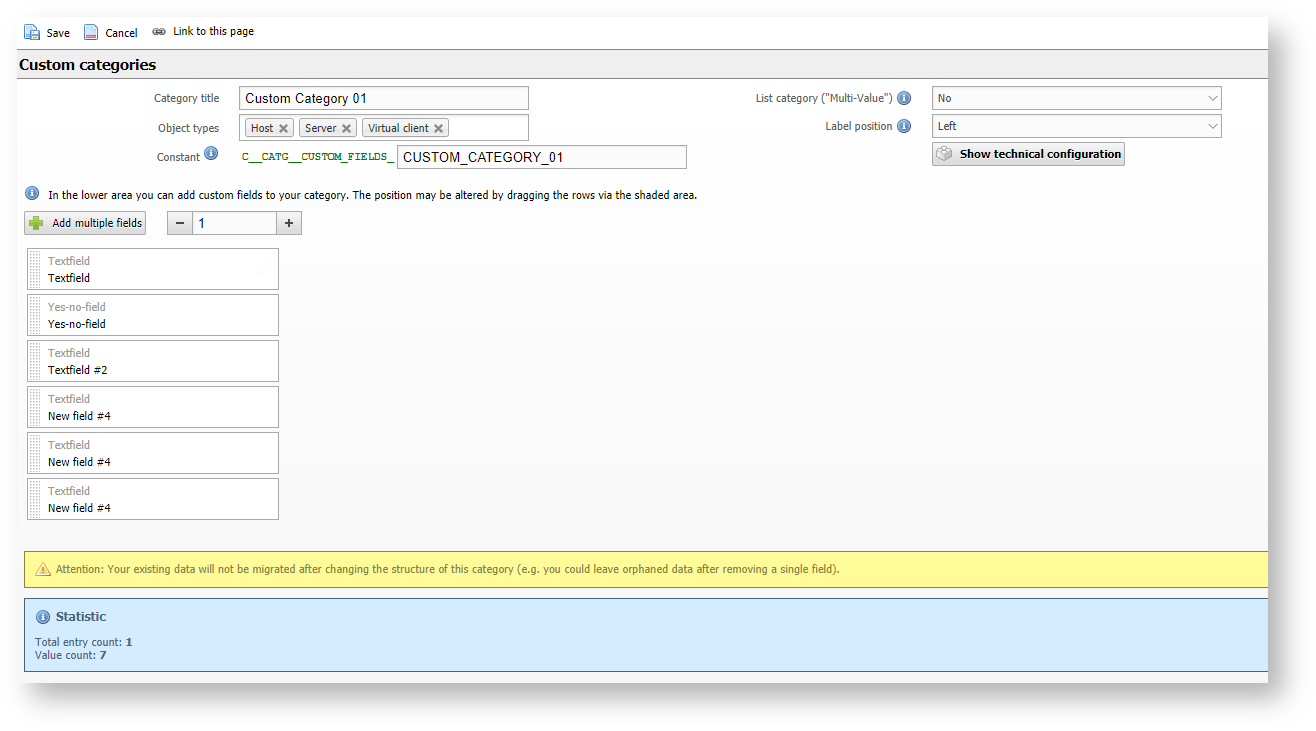 Save Cancel Link to this page
Custom categories
Category title Custom Category 01 List category ("Multi-Value") No
Object types Host Server Virtual client Label position Left
Constant C__CATG__CUSTOM_FIELDS_ CUSTOM_CATEGORY_01 Show technical configuration
In the lower area you can add custom fields to your category. The position may be altered by dragging the rows via the shaded area.
Add multiple fields − 1 +
Textfield
Textfield
Yes-no-field
Yes-no-field
Textfield
Textfield #2
Textfield
New field #4
Textfield
New field #4
Textfield
New field #4
Attention: Your existing data will not be migrated after changing the structure of this category (e.g. you could leave orphaned data after removing a single field).
Statistic
Total entry count: 1
Value count: 7